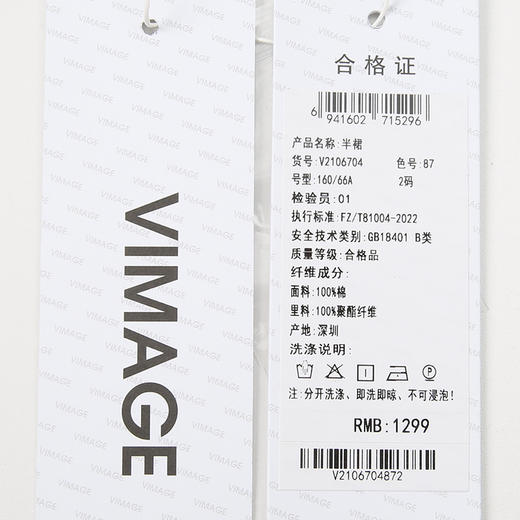 VIMAGE
合格证
6 941602 715296
产品名称:半裙
货号:V2106704 色号:87
号型:160/66A 2码
检验员:01
执行标准:FZ/T81004-2022
安全技术类别:GB18401 B类
质量等级:合格品
纤维成分:
面料:100%棉
里料:100%聚酯纤维
产地:深圳
洗涤说明:
P
注:分开洗涤、即洗即晾、不可浸泡!
RMB:1299
V2106704872